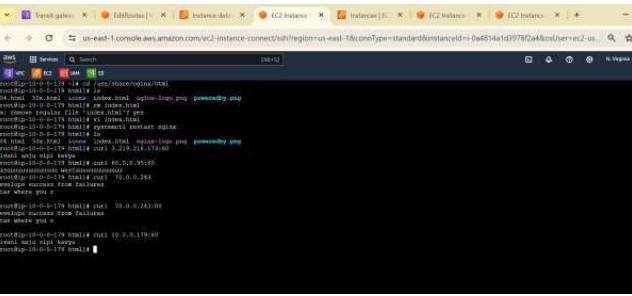 Transit gatew
EditRoutes | V
Instance deta
EC2 Instance
Instances | EC
EC2 Instance
EC2 Instance
us-east-1.console.aws.amazon.com/ec2-instance-connect/ssh?region=us-east-1&connType=standard&instanceId=i-0a4814a1d3978f2a4&osUser=ec2-us...
aws Services Search [Alt+S] N. Virginia
VPC EC2 IAM S3
root@ip-10-0-0-179 ~]# cd /usr/share/nginx/html
root@ip-10-0-0-179 html]# ls
04.html 50x.html icons index.html nginx-logo.png poweredby.png
root@ip-10-0-0-179 html]# rm index.html
m: remove regular file 'index.html'? yes
root@ip-10-0-0-179 html]# vi index.html
root@ip-10-0-0-179 html]# systemctl restart nginx
root@ip-10-0-0-179 html]# ls
04.html 50x.html icons index.html nginx-logo.png poweredby.png
root@ip-10-0-0-179 html]# curl 3.219.216.173:80
ivani anju nipi kavya
root@ip-10-0-0-179 html]# curl 60.0.0.95:80
root@ip-10-0-0-179 html]# curl 70.0.0.243
evelope success from failures
tar where you r
root@ip-10-0-0-179 html]# curl 70.0.0.243:80
evelope success from failures
tar where you r
root@ip-10-0-0-179 html]# curl 10.0.0.179:80
ivani anju nipi kavya
root@ip-10-0-0-179 html]#